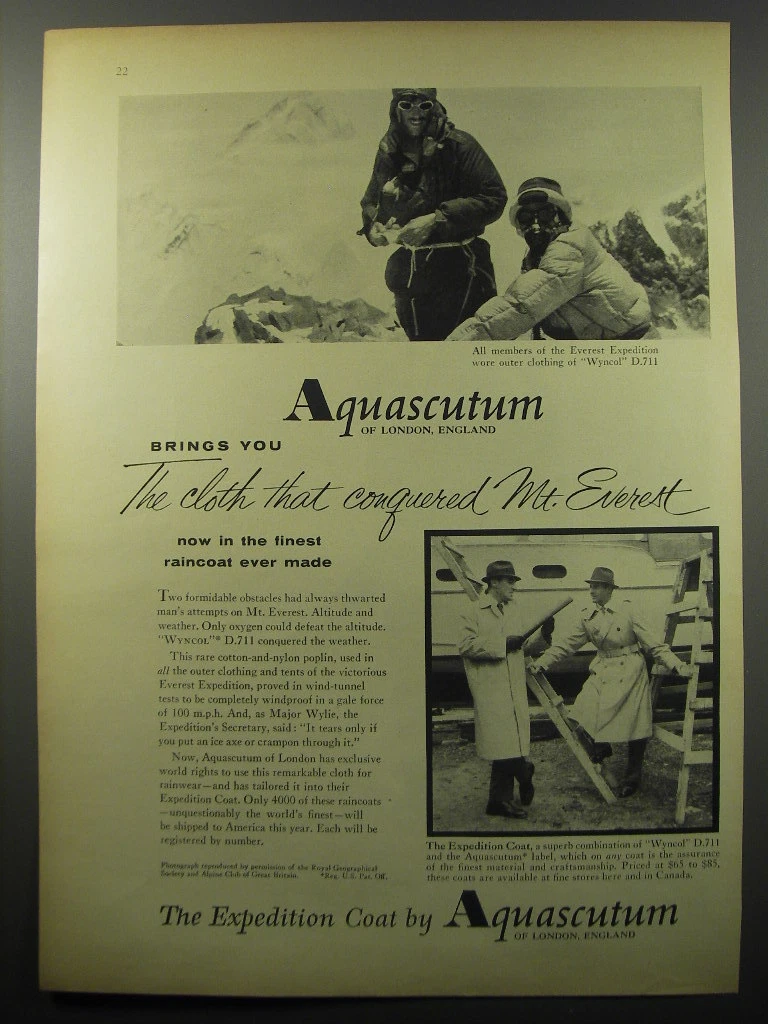 22
All members of the Everest Expedition
wore outer clothing of "Wyncol" D.711
Aquascutum
OF LONDON, ENGLAND
BRINGS YOU
The cloth that conquered Mt. Everest
now in the finest
raincoat ever made
Two formidable obstacles had always thwarted
man's attempts on Mt. Everest. Altitude and
weather. Only oxygen could defeat the altitude.
"WYNCOL"* D.711 conquered the weather.
This rare cotton-and-nylon poplin, used in
all the outer clothing and tents of the victorious
Everest Expedition, proved in wind-tunnel
tests to be completely windproof in a gale force
of 100 m.p.h. And, as Major Wylie, the
Expedition's Secretary, said: "It tears only if
you put an ice axe or crampon through it."
Now, Aquascutum of London has exclusive
world rights to use this remarkable cloth for
rainwear—and has tailored it into their
Expedition Coat. Only 4000 of these raincoats
—unquestionably the world's finest—will
be shipped to America this year. Each will be
registered by number.
Photograph reproduced by permission of the Royal Geographical
Society and Alpine Club of Great Britain. *Reg. U.S. Pat. Off.
The Expedition Coat, a superb combination of "Wyncol" D.711
and the Aquascutum* label, which on any coat is the assurance
of the finest material and craftsmanship. Priced at $65 to $85,
these coats are available at fine stores here and in Canada.
The Expedition Coat by Aquascutum
OF LONDON, ENGLAND